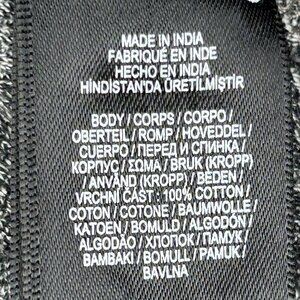 MADE IN INDIA
FABRIQUÉ EN INDE
HECHO EN INDIA
HİNDİSTAN'DA ÜRETİLMİŞTİR
BODY / CORPS / CORPO /
OBERTEIL / ROMP / HOVEDDEL /
CUERPO / ПЕРЕД И СПИНКА /
КОРПУС / ΣΩΜΑ / BRUK (KROPP)
/ ANVÄND (KROPP) / BEDEN /
VRCHNÍ ČÁST : 100% COTTON /
COTON / COTONE / BAUMWOLLE /
KATOEN / BOMULD / ALGODÓN /
ALGODÃO / ХЛОПОК / ПАМУК /
BAMBAKI / BOMULL / PAMUK /
BAVLNA